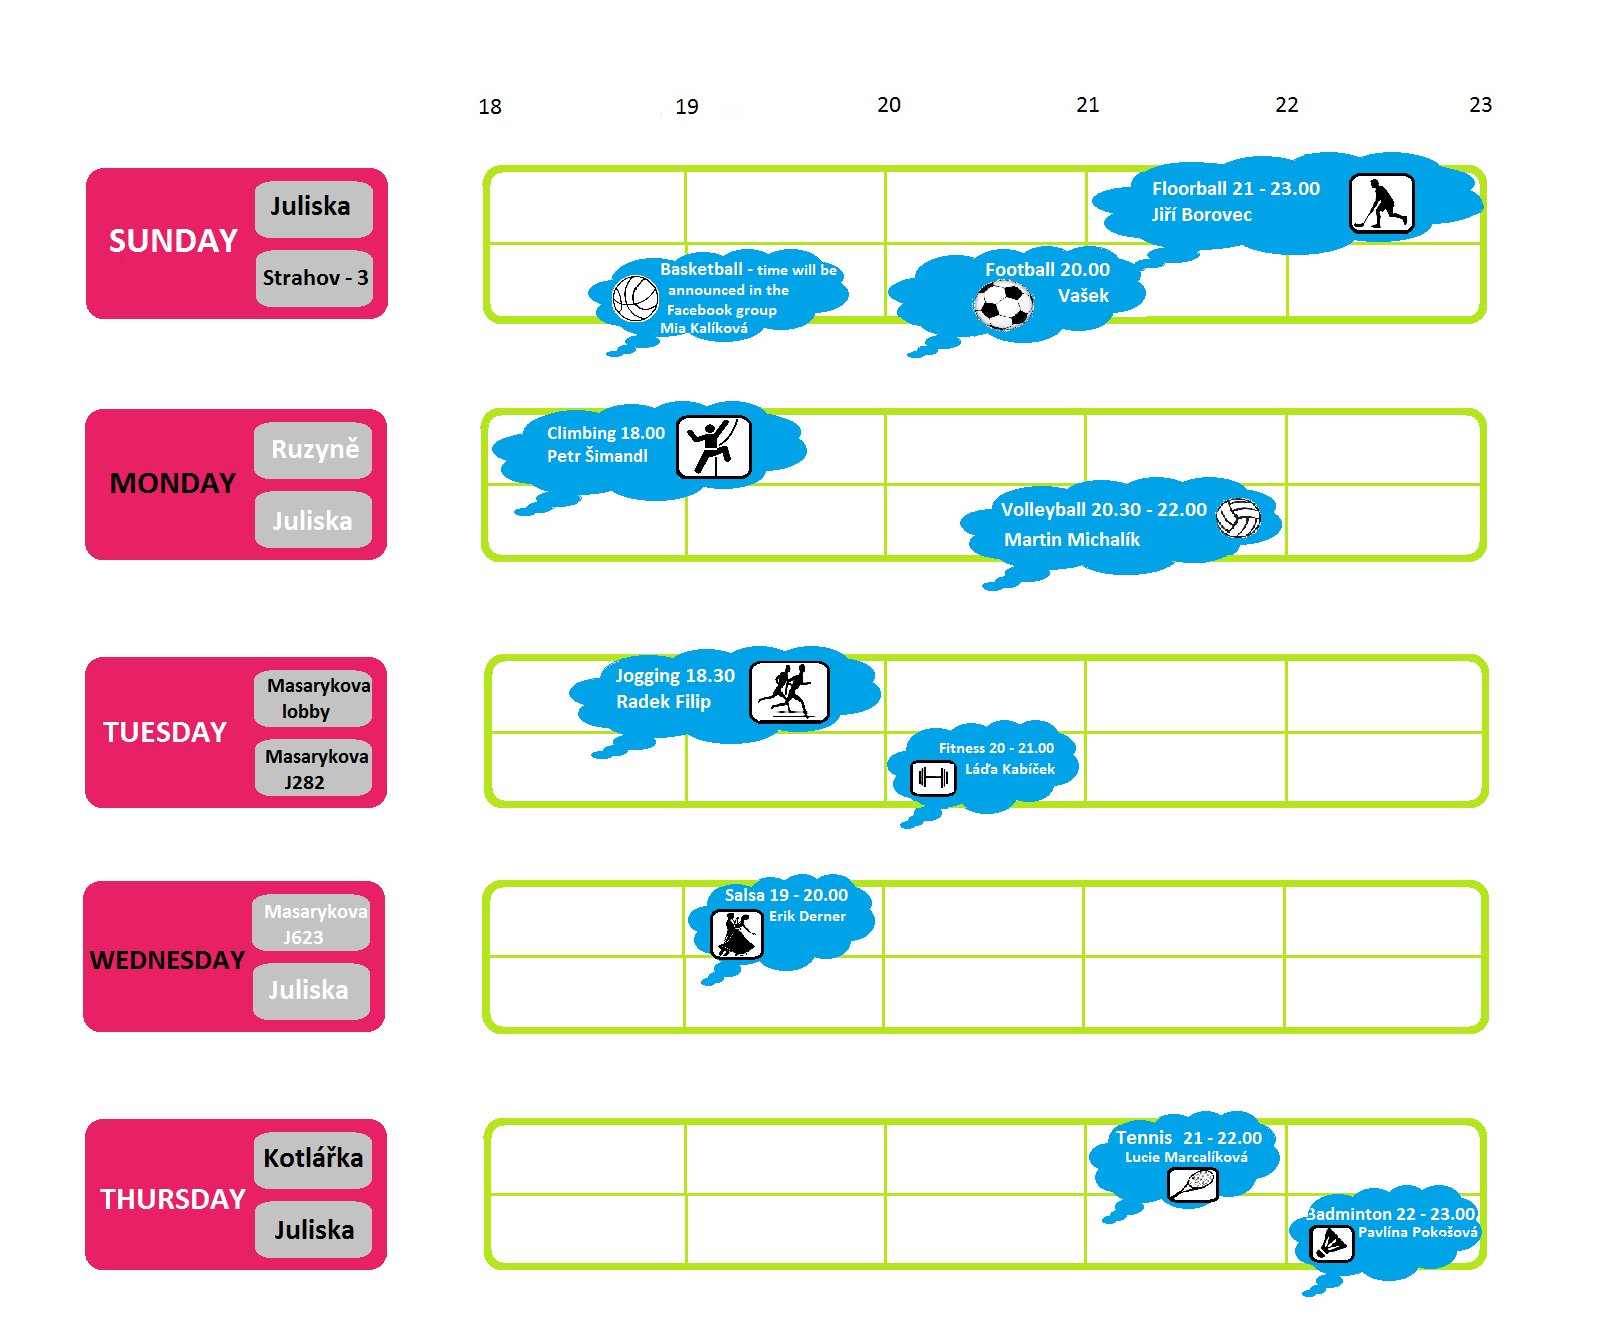 18 19 20 21 22 23
SUNDAY
Juliska
Strahov - 3
Floorball 21 - 23.00
Jiří Borovec
Basketball - time will be
announced in the
Facebook group
Mia Kalíková
Football 20.00
Vašek
MONDAY
Ruzyně
Juliska
Climbing 18.00
Petr Šimandl
Volleyball 20.30 - 22.00
Martin Michalík
TUESDAY
Masarykova
lobby
Masarykova
J282
Jogging 18.30
Radek Filip
Fitness 20 - 21.00
Láďa Kabíček
WEDNESDAY
Masarykova
J623
Juliska
Salsa 19 - 20.00
Erik Derner
THURSDAY
Kotlářka
Juliska
Tennis 21 - 22.00
Lucie Marcalíková
Badminton 22 - 23.00
Pavlína Pokošová